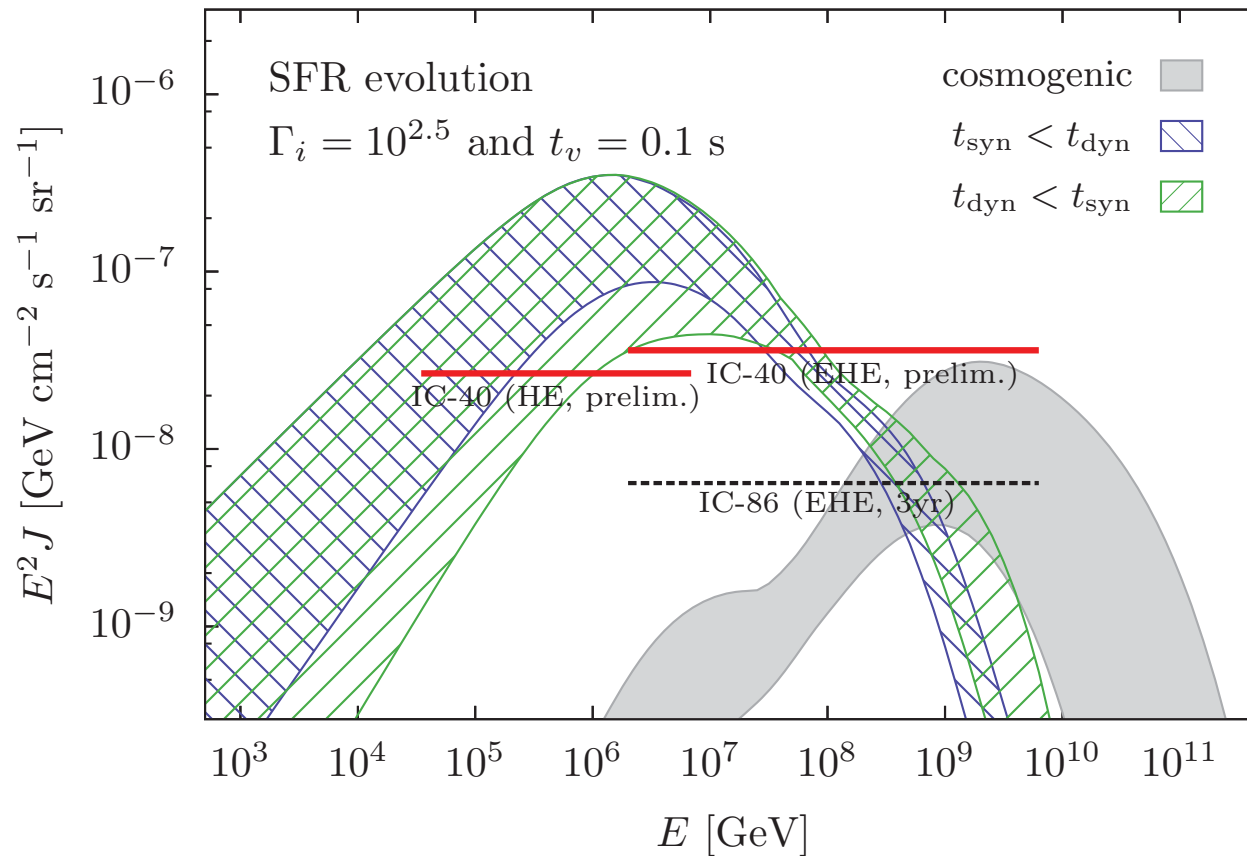 SFR evolution
Γ_i = 10^{2.5} and t_v = 0.1 s
cosmogenic
t_syn < t_dyn
t_dyn < t_syn
IC-40 (EHE, prelim.)
IC-40 (HE, prelim.)
IC-86 (EHE, 3yr)
10^{-6}
10^{-7}
10^{-8}
10^{-9}
E^2 J [GeV cm^{-2} s^{-1} sr^{-1}]
10^3 10^4 10^5 10^6 10^7 10^8 10^9 10^{10} 10^{11}
E [GeV]